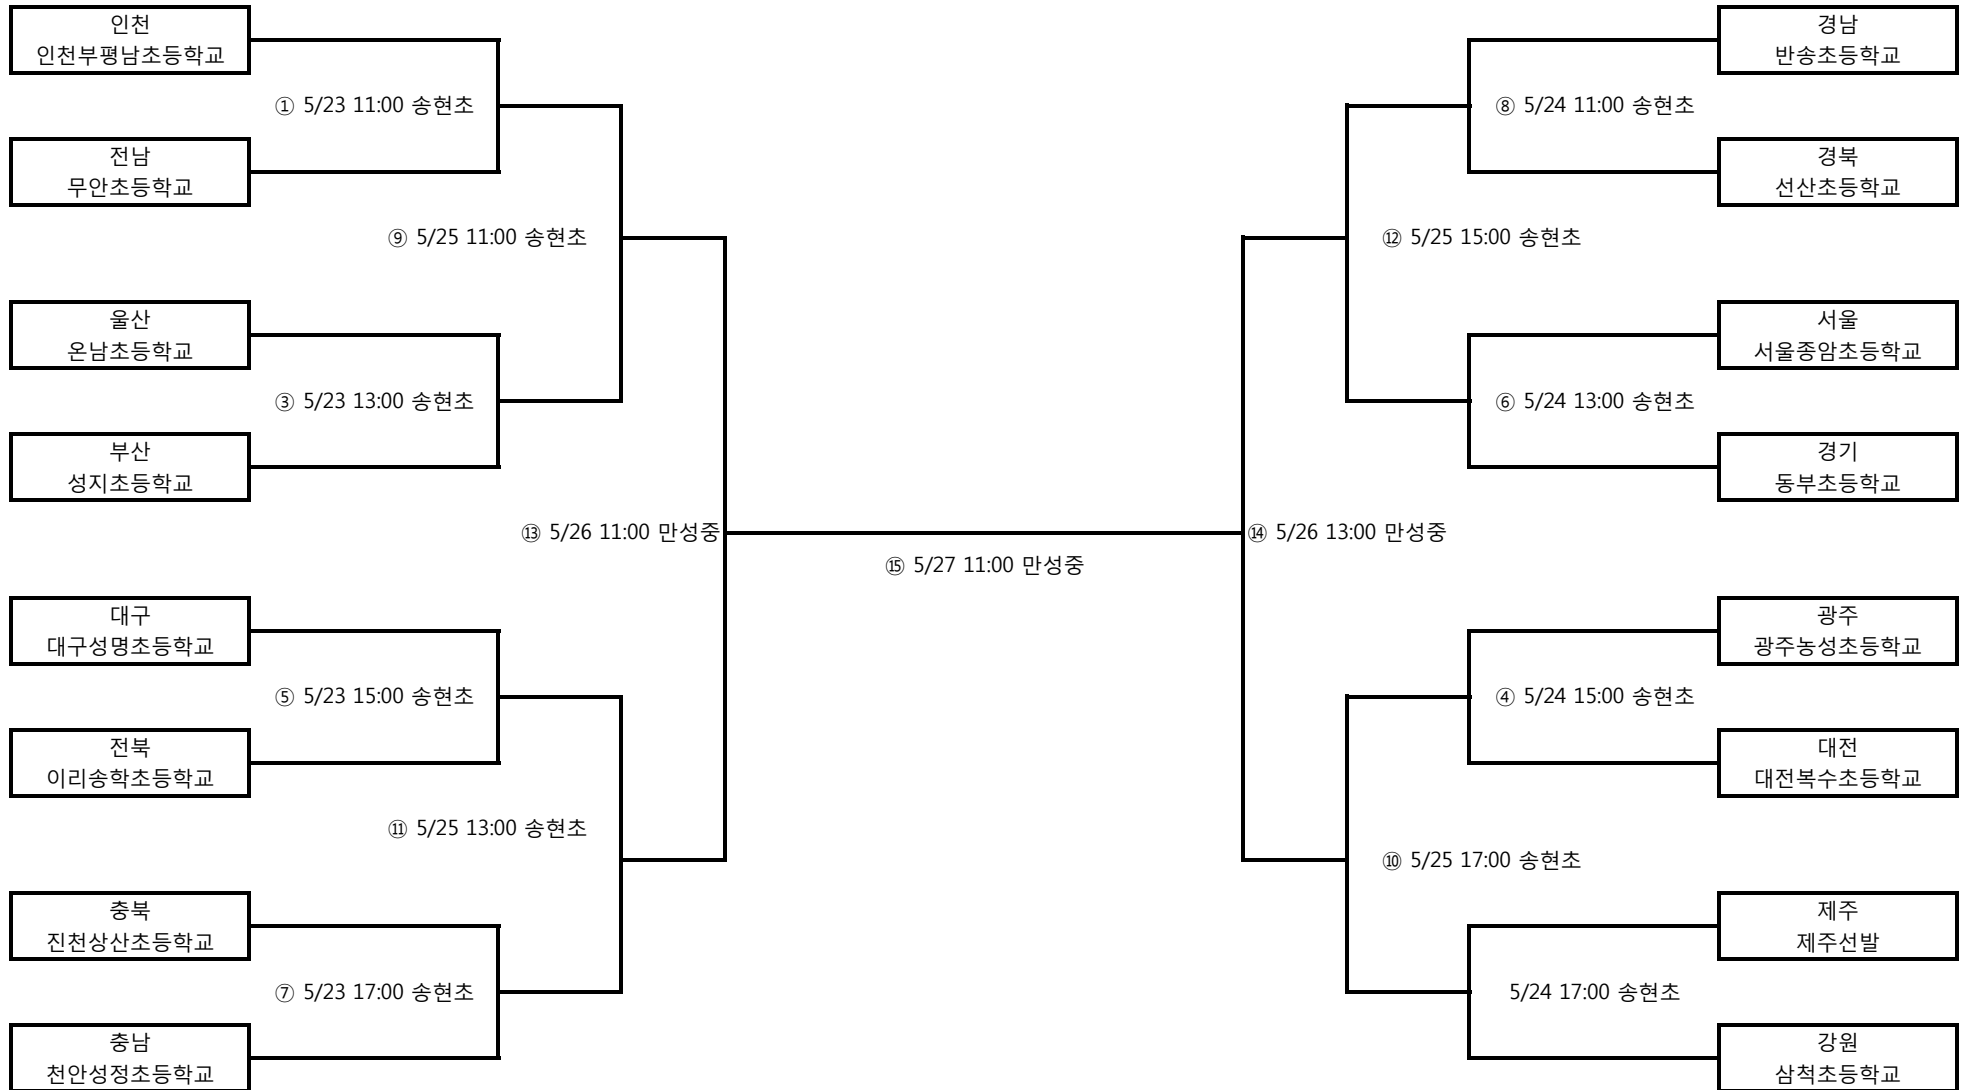 인천
인천부평남초등학교
① 5/23 11:00 송현초
전남
무안초등학교
⑨ 5/25 11:00 송현초
울산
온남초등학교
③ 5/23 13:00 송현초
부산
성지초등학교
⑬ 5/26 11:00 만성중
대구
대구성명초등학교
⑤ 5/23 15:00 송현초
전북
이리송학초등학교
⑪ 5/25 13:00 송현초
충북
진천상산초등학교
⑦ 5/23 17:00 송현초
충남
천안성정초등학교
⑮ 5/27 11:00 만성중
경남
반송초등학교
⑧ 5/24 11:00 송현초
경북
선산초등학교
⑫ 5/25 15:00 송현초
서울
서울종암초등학교
⑥ 5/24 13:00 송현초
경기
동부초등학교
⑭ 5/26 13:00 만성중
광주
광주농성초등학교
④ 5/24 15:00 송현초
대전
대전복수초등학교
⑩ 5/25 17:00 송현초
제주
제주선발
5/24 17:00 송현초
강원
삼척초등학교